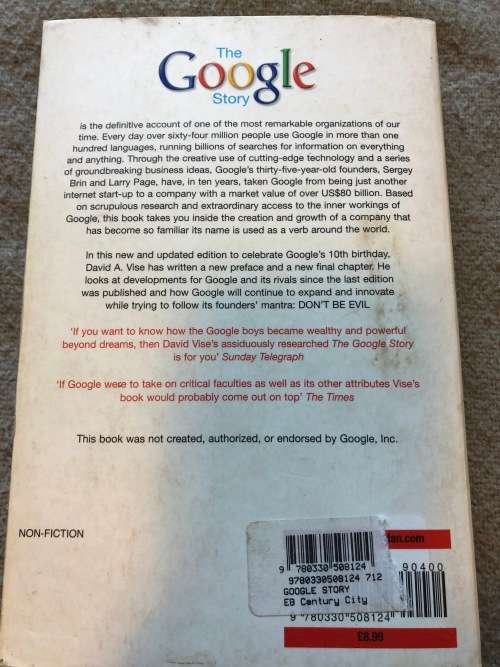 The
Google
Story
is the definitive account of one of the most remarkable organizations of our
time. Every day over sixty-four million people use Google in more than one
hundred languages, running billions of searches for information on everything
and anything. Through the creative use of cutting-edge technology and a series
of groundbreaking business ideas, Google's thirty-five-year-old founders, Sergey
Brin and Larry Page, have, in ten years, taken Google from being just another
internet start-up to a company with a market value of over US$80 billion. Based
on scrupulous research and extraordinary access to the inner workings of
Google, this book takes you inside the creation and growth of a company that
has become so familiar its name is used as a verb around the world.
In this new and updated edition to celebrate Google's 10th birthday,
David A. Vise has written a new preface and a new final chapter. He
looks at developments for Google and its rivals since the last edition
was published and how Google will continue to expand and innovate
while trying to follow its founders' mantra: DON'T BE EVIL
'If you want to know how the Google boys became wealthy and powerful
beyond dreams, then David Vise's assiduously researched The Google Story
is for you' Sunday Telegraph
'If Google were to take on critical faculties as well as its other attributes Vise's
book would probably come out on top' The Times
This book was not created, authorized, or endorsed by Google, Inc.
NON-FICTION
an.com
9 780330 508124
9780330508124 712
GOOGLE STORY
EB Century City
90400
9 780330 508124
£8.99